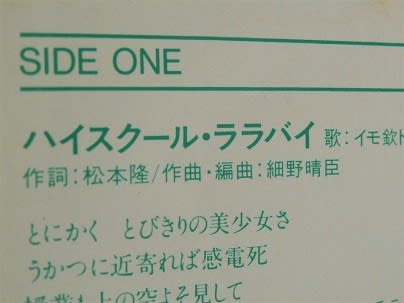 SIDE ONE
ハイスクール・ララバイ 歌:イモ欽ト
作詞:松本隆/作曲・編曲:細野晴臣
とにかく とびきりの美少女さ
うかつに近寄れば感電死
授業も上の空よそ見して